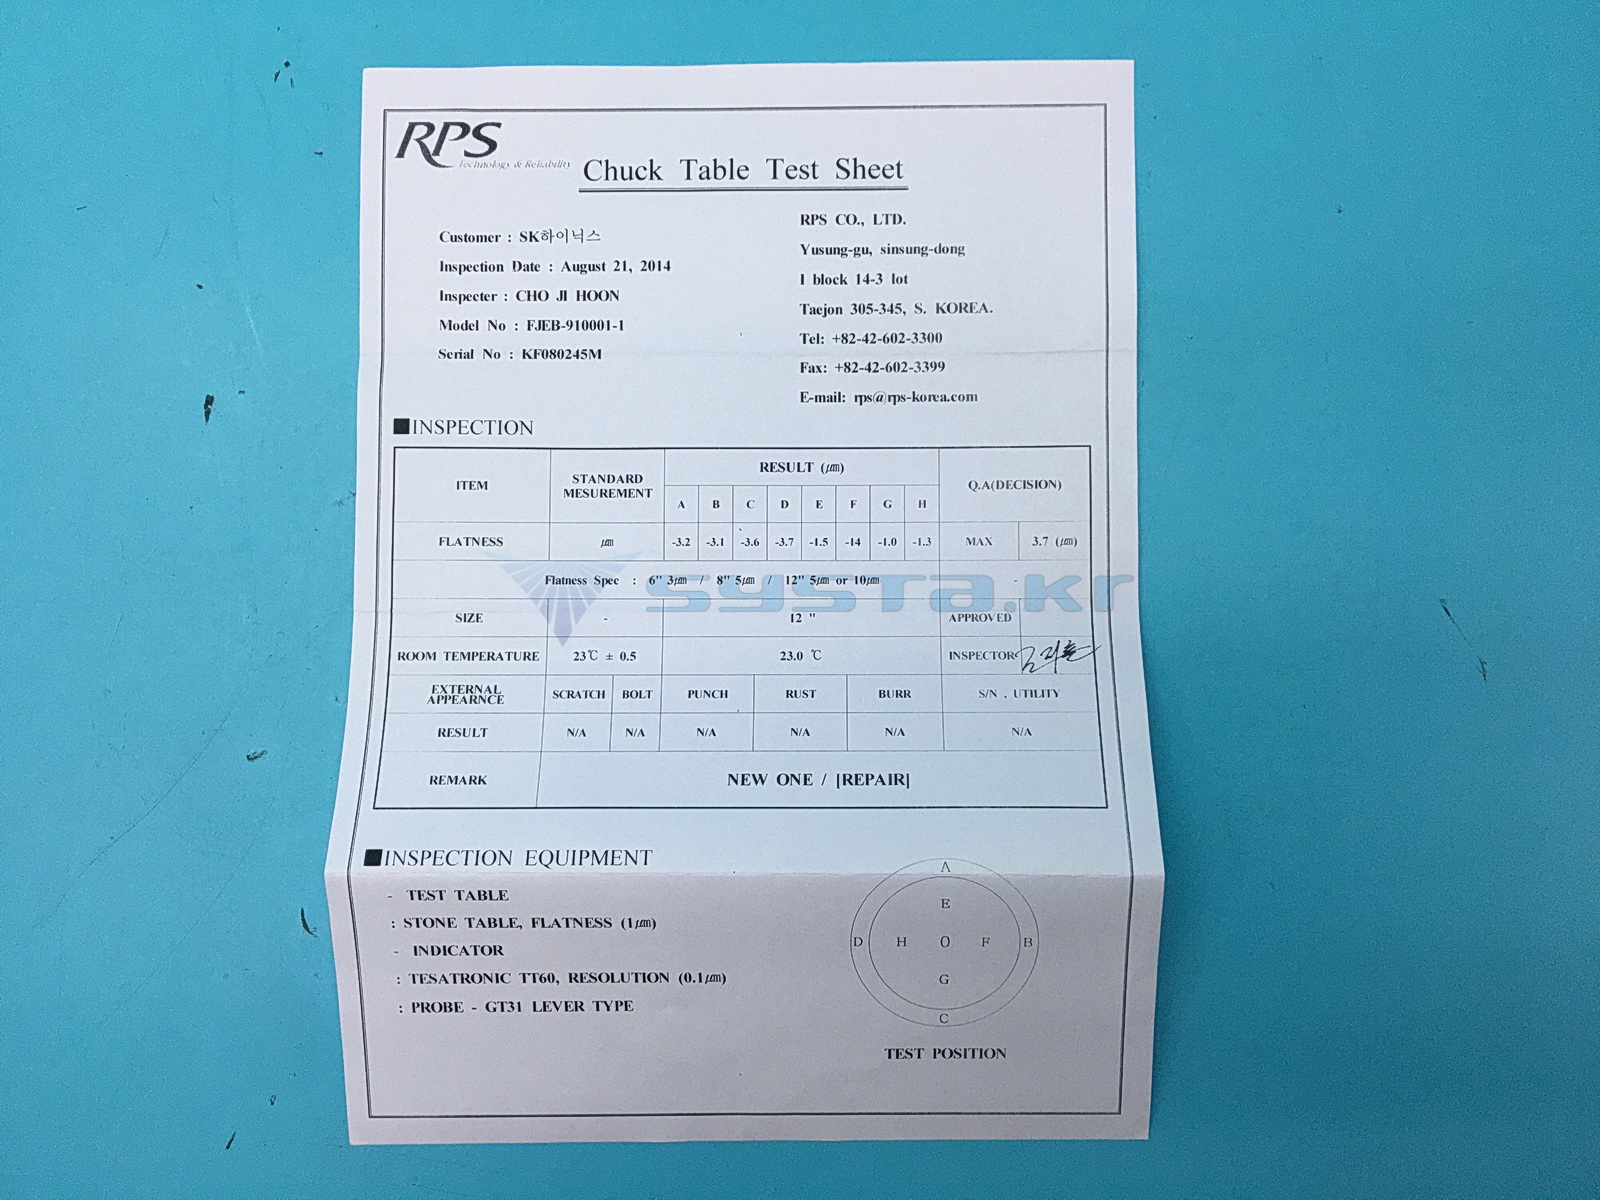 RPS
Technology & Reliability
Chuck Table Test Sheet
Customer : SK하이닉스
Inspection Date : August 21, 2014
Inspecter : CHO JI HOON
Model No : FJEB-910001-1
Serial No : KF080245M
RPS CO., LTD.
Yusung-gu, sinsung-dong
I block 14-3 lot
Taejon 305-345, S. KOREA.
Tel: +82-42-602-3300
Fax: +82-42-602-3399
E-mail: rps@rps-korea.com
■INSPECTION
ITEM STANDARD MESUREMENT RESULT (㎛) Q.A(DECISION)
A B C D E F G H
FLATNESS ㎛ -3.2 -3.1 -3.6 -3.7 -1.5 -14 -1.0 -1.3 MAX 3.7 (㎛)
Flatness Spec : 6" 3㎛ / 8" 5㎛ / 12" 5㎛ or 10㎛ -
systa.kr
SIZE - 12 " APPROVED
ROOM TEMPERATURE 23℃ ± 0.5 23.0 ℃ INSPECTOR
EXTERNAL APPEARNCE SCRATCH BOLT PUNCH RUST BURR S/N , UTILITY
RESULT N/A N/A N/A N/A N/A N/A
REMARK NEW ONE / [REPAIR]
■INSPECTION EQUIPMENT
- TEST TABLE
: STONE TABLE, FLATNESS (1㎛)
- INDICATOR
: TESATRONIC TT60, RESOLUTION (0.1㎛)
: PROBE - GT31 LEVER TYPE
A
E
D H O F B
G
C
TEST POSITION